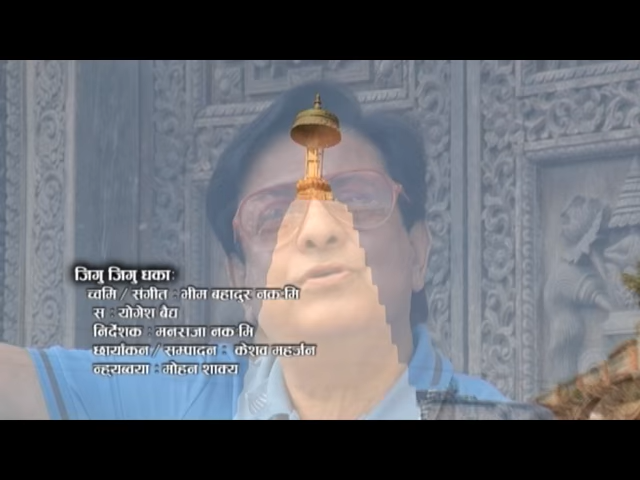 जिगु जिगु धकाः
च्वमि / संगीत : भीम बहादुर नकःमि
स : योगेश बैद्य
निर्देशक : मनराजा नकःमि
छायांकन / सम्पादन : केशव महर्जन
न्ह्यब्वया : मोहन शाक्य